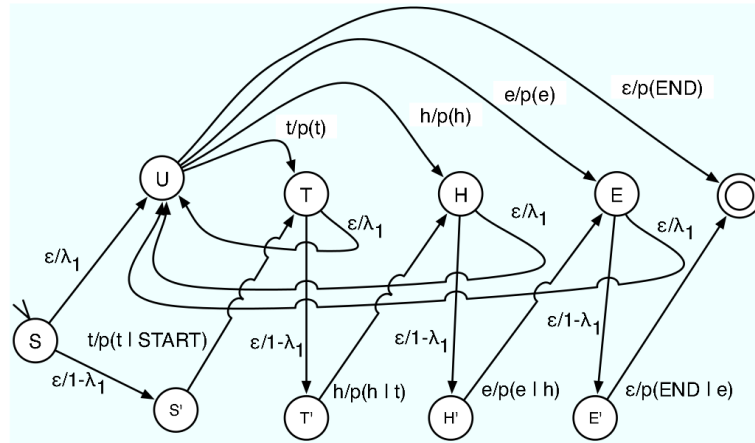 ε/p(END)
e/p(e)
h/p(h)
t/p(t)
U
T
H
E
ε/λ1
ε/λ1
ε/λ1
ε/λ1
S
t/p(t | START)
ε/1-λ1
ε/1-λ1
ε/1-λ1
ε/1-λ1
S'
T'
h/p(h | t)
H'
e/p(e | h)
E'
ε/p(END | e)